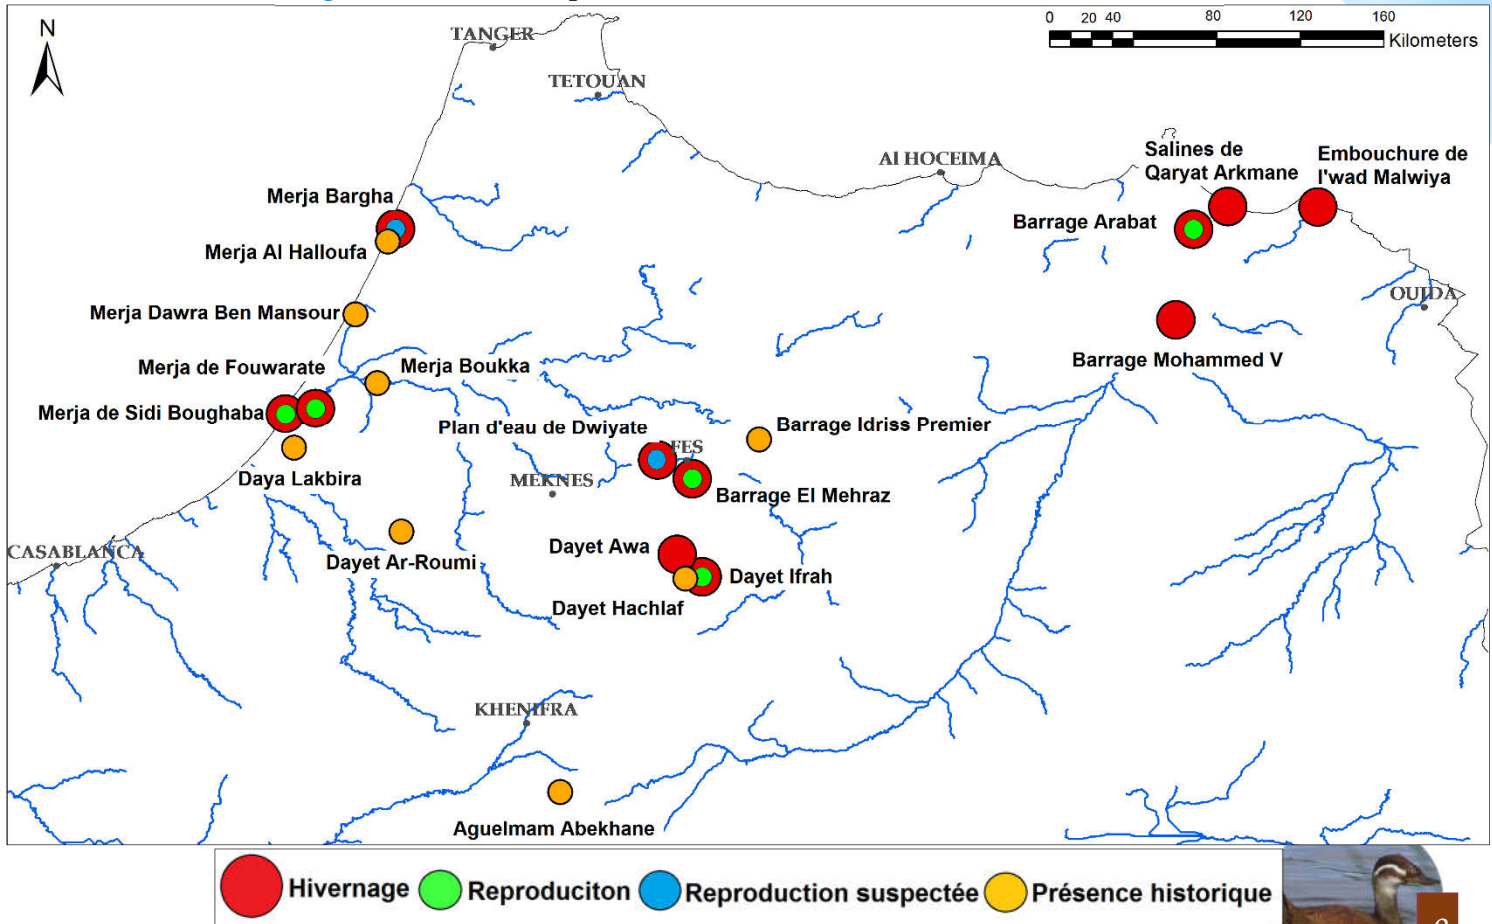 N
0 20 40 80 120 160
Kilometers
TANGER
TETOUAN
Al HOCEIMA
Salines de
Qaryat Arkmane
Embouchure de
l'wad Malwiya
Merja Bargha
Barrage Arabat
Merja Al Halloufa
OUJDA
Merja Dawra Ben Mansour
Barrage Mohammed V
Merja de Fouwarate
Merja Boukka
Merja de Sidi Boughaba
Plan d'eau de Dwiyate
Barrage Idriss Premier
FES
Daya Lakbira
MEKNES
Barrage El Mehraz
CASABLANCA
Dayet Ar-Roumi
Dayet Awa
Dayet Ifrah
Dayet Hachlaf
KHENIFRA
Aguelmam Abekhane
Hivernage
Reproduciton
Reproduction suspectée
Présence historique